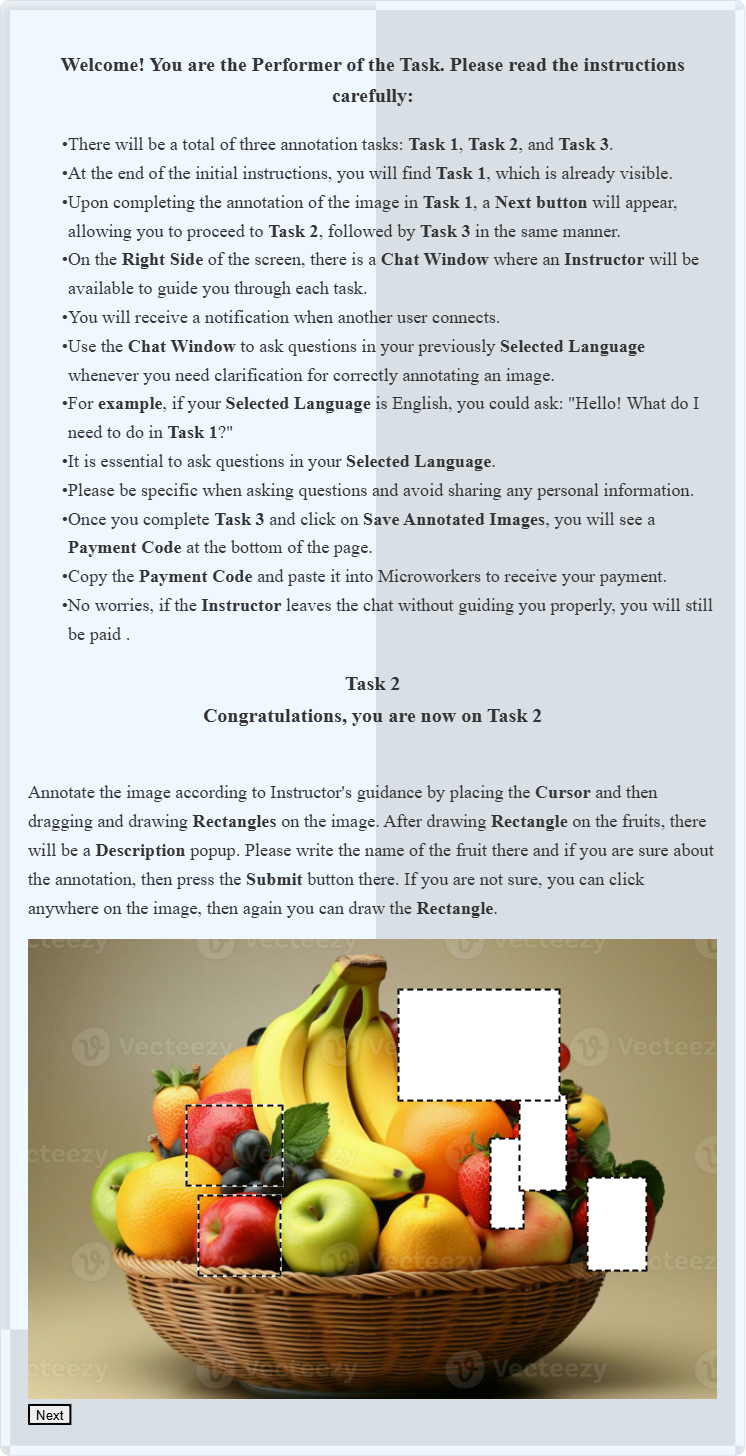 Welcome! You are the Performer of the Task. Please read the instructions
carefully:
•There will be a total of three annotation tasks: Task 1, Task 2, and Task 3.
•At the end of the initial instructions, you will find Task 1, which is already visible.
•Upon completing the annotation of the image in Task 1, a Next button will appear,
allowing you to proceed to Task 2, followed by Task 3 in the same manner.
•On the Right Side of the screen, there is a Chat Window where an Instructor will be
available to guide you through each task.
•You will receive a notification when another user connects.
•Use the Chat Window to ask questions in your previously Selected Language
whenever you need clarification for correctly annotating an image.
•For example, if your Selected Language is English, you could ask: "Hello! What do I
need to do in Task 1?"
•It is essential to ask questions in your Selected Language.
•Please be specific when asking questions and avoid sharing any personal information.
•Once you complete Task 3 and click on Save Annotated Images, you will see a
Payment Code at the bottom of the page.
•Copy the Payment Code and paste it into Microworkers to receive your payment.
•No worries, if the Instructor leaves the chat without guiding you properly, you will still
be paid .
Task 2
Congratulations, you are now on Task 2
Annotate the image according to Instructor's guidance by placing the Cursor and then
dragging and drawing Rectangles on the image. After drawing Rectangle on the fruits, there
will be a Description popup. Please write the name of the fruit there and if you are sure about
the annotation, then press the Submit button there. If you are not sure, you can click
anywhere on the image, then again you can draw the Rectangle.
Vecteezy
Vecteezy
Vecteezy
Vecteezy
Vecteezy
Next